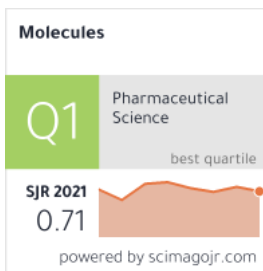 Molecules
Q1
Pharmaceutical
Science
best quartile
SJR 2021
0.71
powered by scimagojr.com